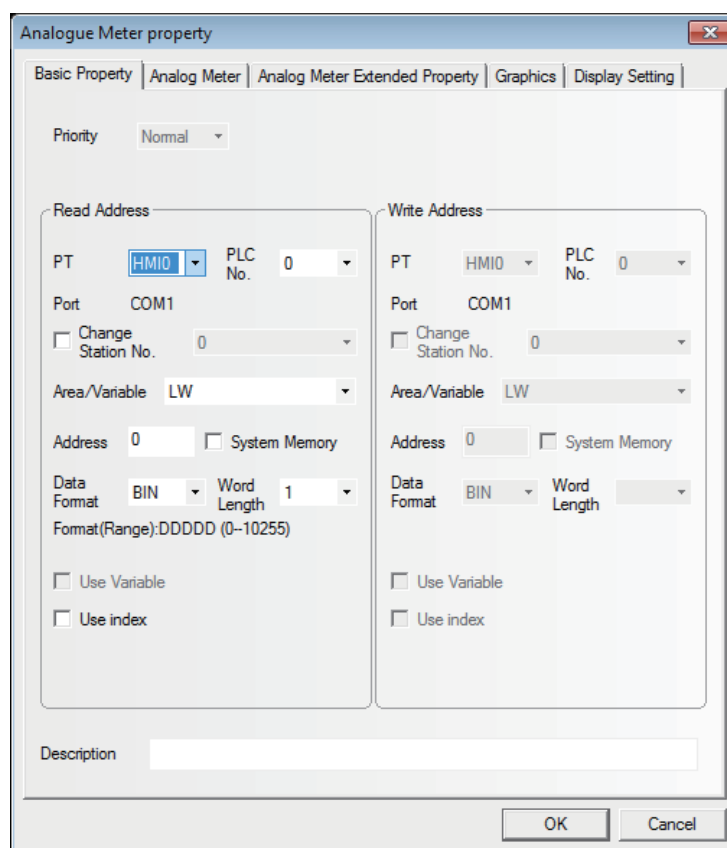 Analogue Meter property
Basic Property Analog Meter Analog Meter Extended Property Graphics Display Setting
Priority Normal
Read Address
PT HMI0 PLC No. 0
Port COM1
Change Station No. 0
Area/Variable LW
Address 0 System Memory
Data Format BIN Word Length 1
Format(Range):DDDDD (0--10255)
Use Variable
Use index
Write Address
PT HMI0 PLC No. 0
Port COM1
Change Station No. 0
Area/Variable LW
Address 0 System Memory
Data Format BIN Word Length
Use Variable
Use index
Description
OK Cancel